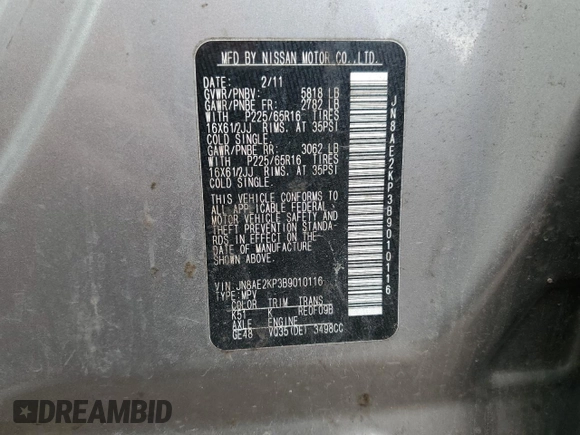 MFD BY NISSAN MOTOR CO.,LTD.
DATE: 2/11
GVWR/PNBV: 5818 LB
GAWR/PNBE FR: 2782 LB
WITH P225/65R16 TIRES
16X61/2JJ RIMS. AT 35PSI
COLD SINGLE.
GAWR/PNBE RR: 3062 LB
WITH P225/65R16 TIRES
16X61/2JJ RIMS. AT 35PSI
COLD SINGLE.
THIS VEHICLE CONFORMS TO
ALL APPLICABLE FEDERAL
MOTOR VEHICLE SAFETY AND
THEFT PREVENTION STANDA-
RDS IN EFFECT ON THE
DATE OF MANUFACTURE
SHOWN ABOVE.
VIN: JN8AE2KP3B9010116
TYPE: MPV
COLOR TRIM TRANS
K51 K RE0F09B
AXLE ENGINE
GE48 VQ35(DE) 3498CC
JN8AE2KP3B9010116
DREAMBID